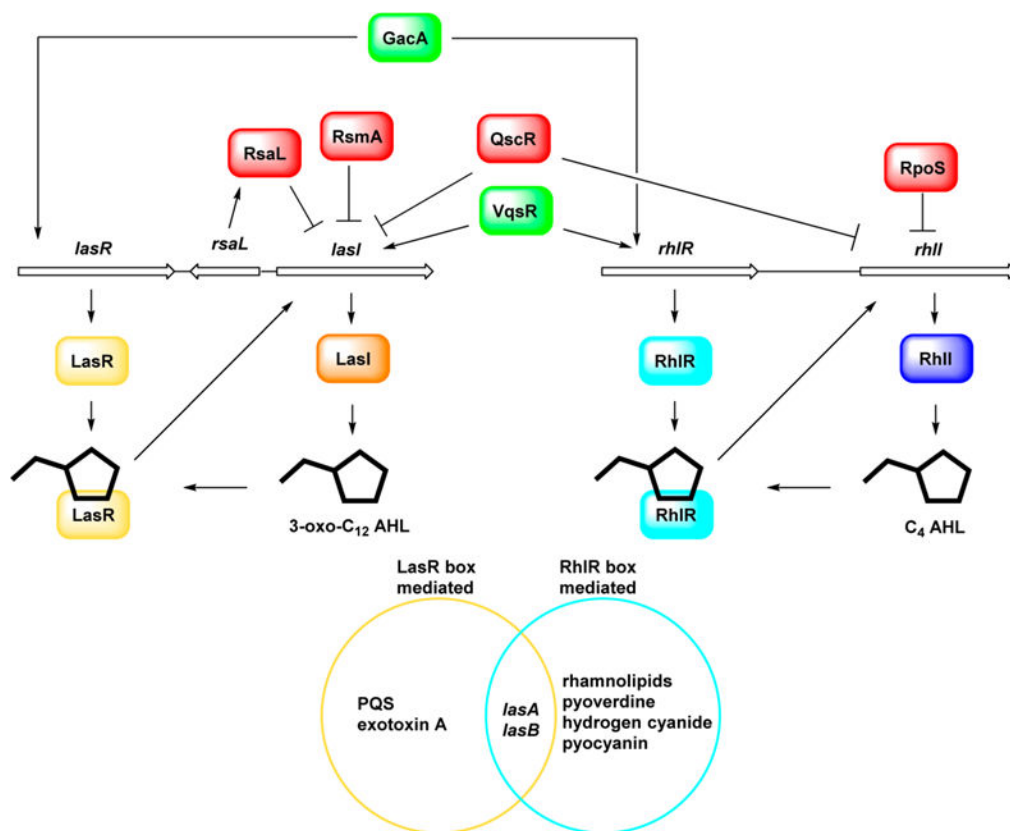 GacA
RsaL
RsmA
QscR
RpoS
VqsR
lasR
rsaL
lasI
rhlR
rhlI
LasR
LasI
RhlR
RhlI
LasR
3-oxo-C12 AHL
RhlR
C4 AHL
LasR box
mediated
RhlR box
mediated
PQS
exotoxin A
lasA
lasB
rhamnolipids
pyoverdine
hydrogen cyanide
pyocyanin